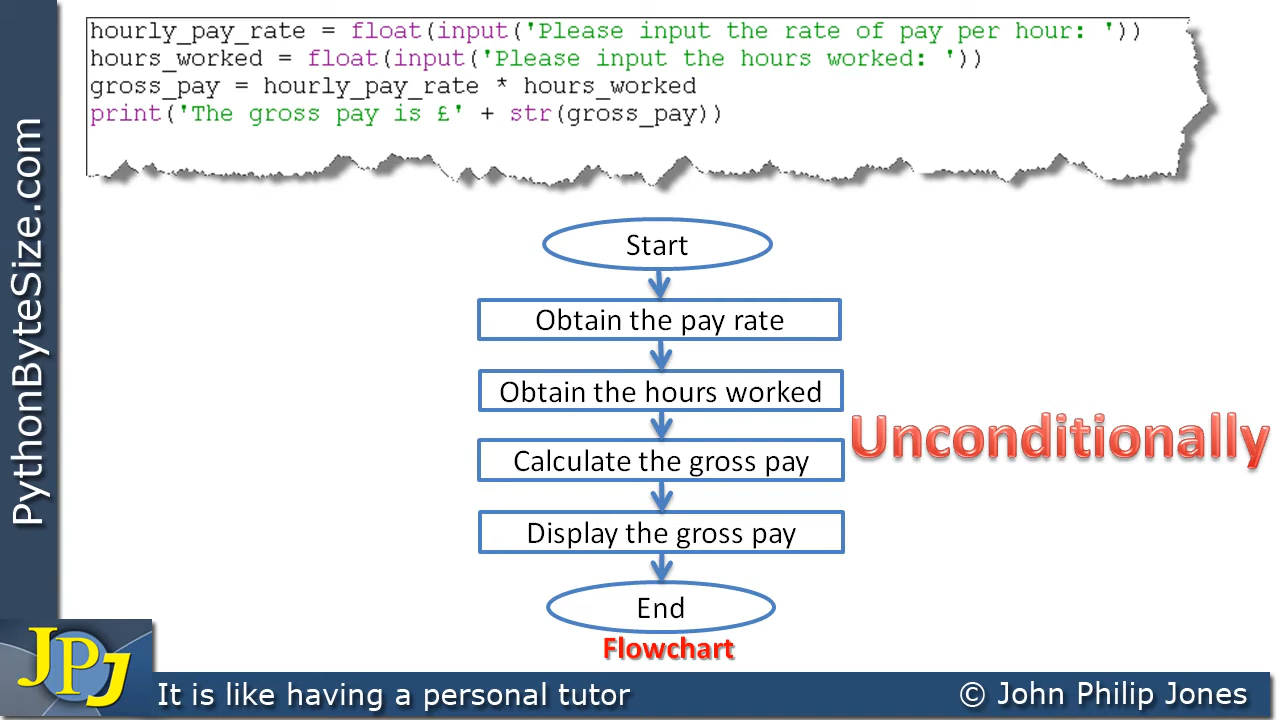 hourly_pay_rate = float(input('Please input the rate of pay per hour: '))
hours_worked = float(input('Please input the hours worked: '))
gross_pay = hourly_pay_rate * hours_worked
print('The gross pay is £' + str(gross_pay))
PythonByteSize.com
Start
Obtain the pay rate
Obtain the hours worked
Unconditionally
Calculate the gross pay
Display the gross pay
End
Flowchart
JPJ
It is like having a personal tutor
© John Philip Jones